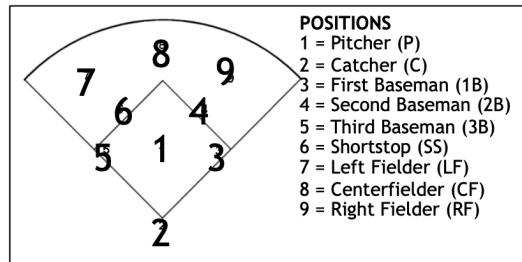 POSITIONS
1 = Pitcher (P)
2 = Catcher (C)
3 = First Baseman (1B)
4 = Second Baseman (2B)
5 = Third Baseman (3B)
6 = Shortstop (SS)
7 = Left Fielder (LF)
8 = Centerfielder (CF)
9 = Right Fielder (RF)
8
7 9
6 4
5 1 3
2